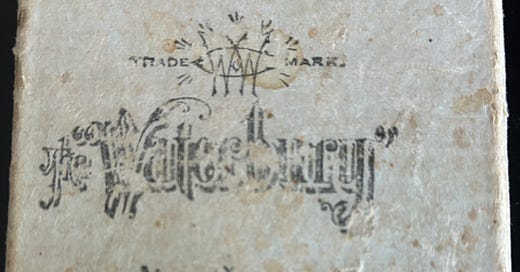 TRADE MARK.
The "Waterbury"